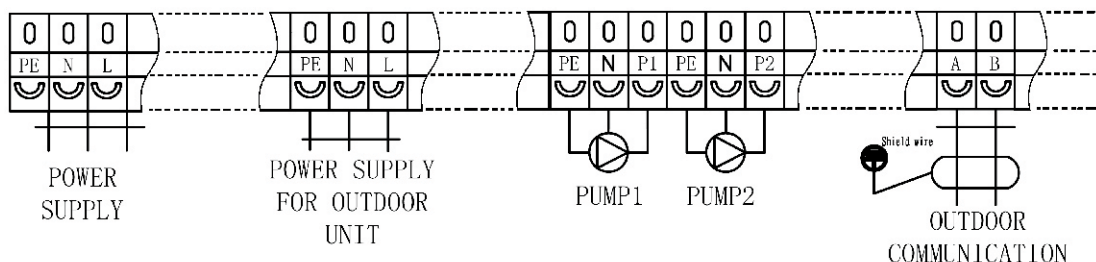 0 0 0 0 0 0 0 0 0 0 0 0 0 0
PE N L PE N L PE N P1 PE N P2 A B
Shield wire
POWER SUPPLY
POWER SUPPLY FOR OUTDOOR UNIT
PUMP1 PUMP2
OUTDOOR COMMUNICATION